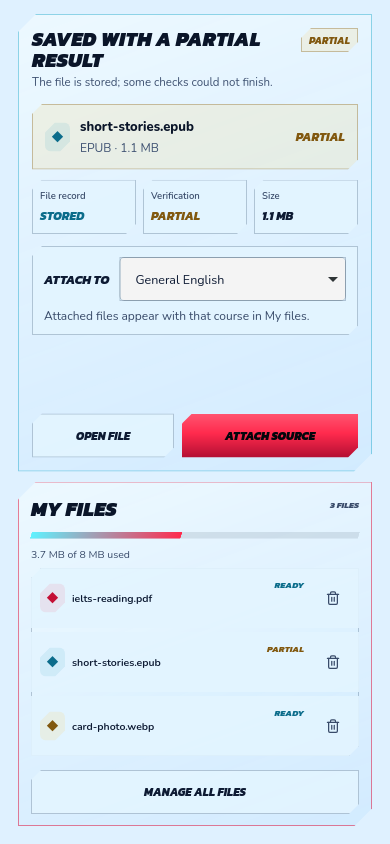 SAVED WITH A PARTIAL
RESULT
PARTIAL
The file is stored; some checks could not finish.
short-stories.epub
EPUB · 1.1 MB
PARTIAL
File record
STORED
Verification
PARTIAL
Size
1.1 MB
ATTACH TO
General English
Attached files appear with that course in My files.
OPEN FILE
ATTACH SOURCE
MY FILES
3 FILES
3.7 MB of 8 MB used
ielts-reading.pdf
READY
short-stories.epub
PARTIAL
card-photo.webp
READY
MANAGE ALL FILES